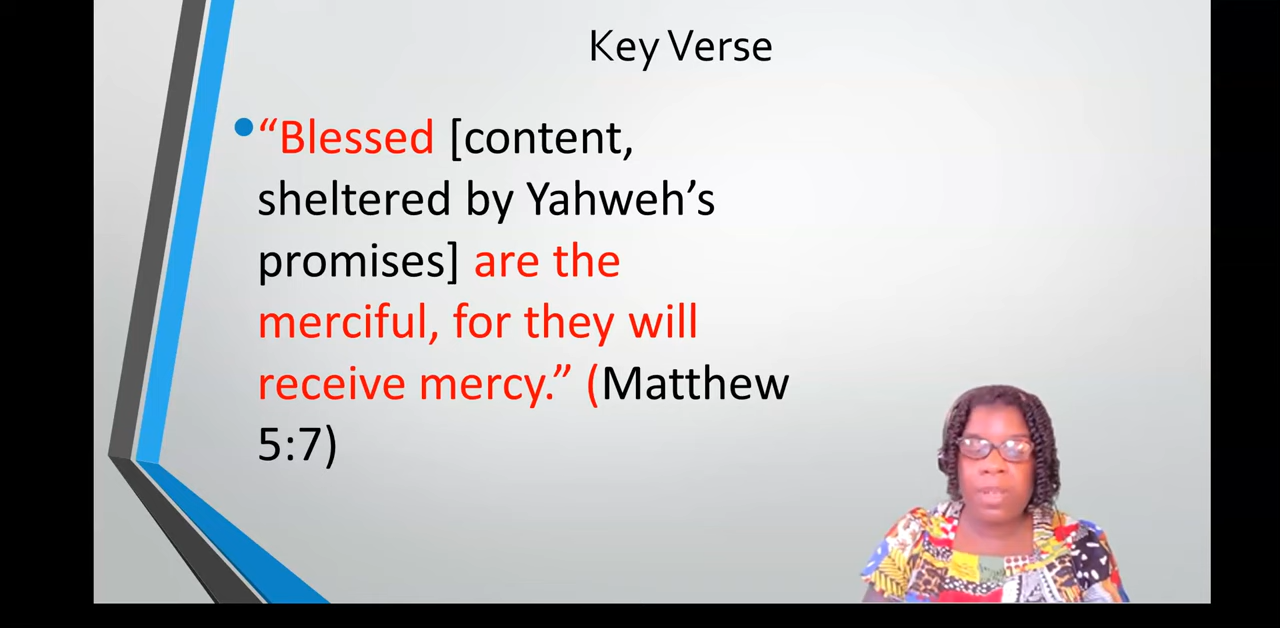 Key Verse
“Blessed [content,
sheltered by Yahweh’s
promises] are the
merciful, for they will
receive mercy.” (Matthew
5:7)